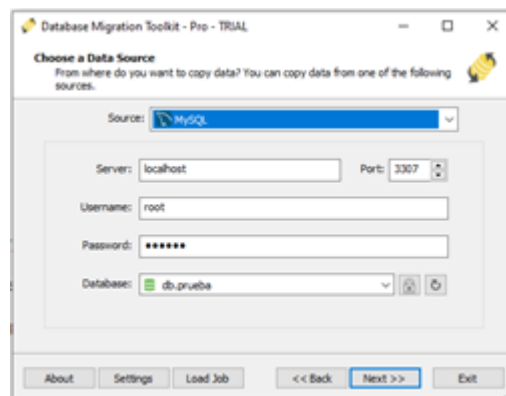 Database Migration Toolkit - Pro - TRIAL
Choose a Data Source
From where do you want to copy data? You can copy data from one of the following
sources.
Source: MySQL
Server: localhost Port: 3307
Username: root
Password: ••••••
Database: db.prueba
About Settings Load Job << Back Next >> Exit